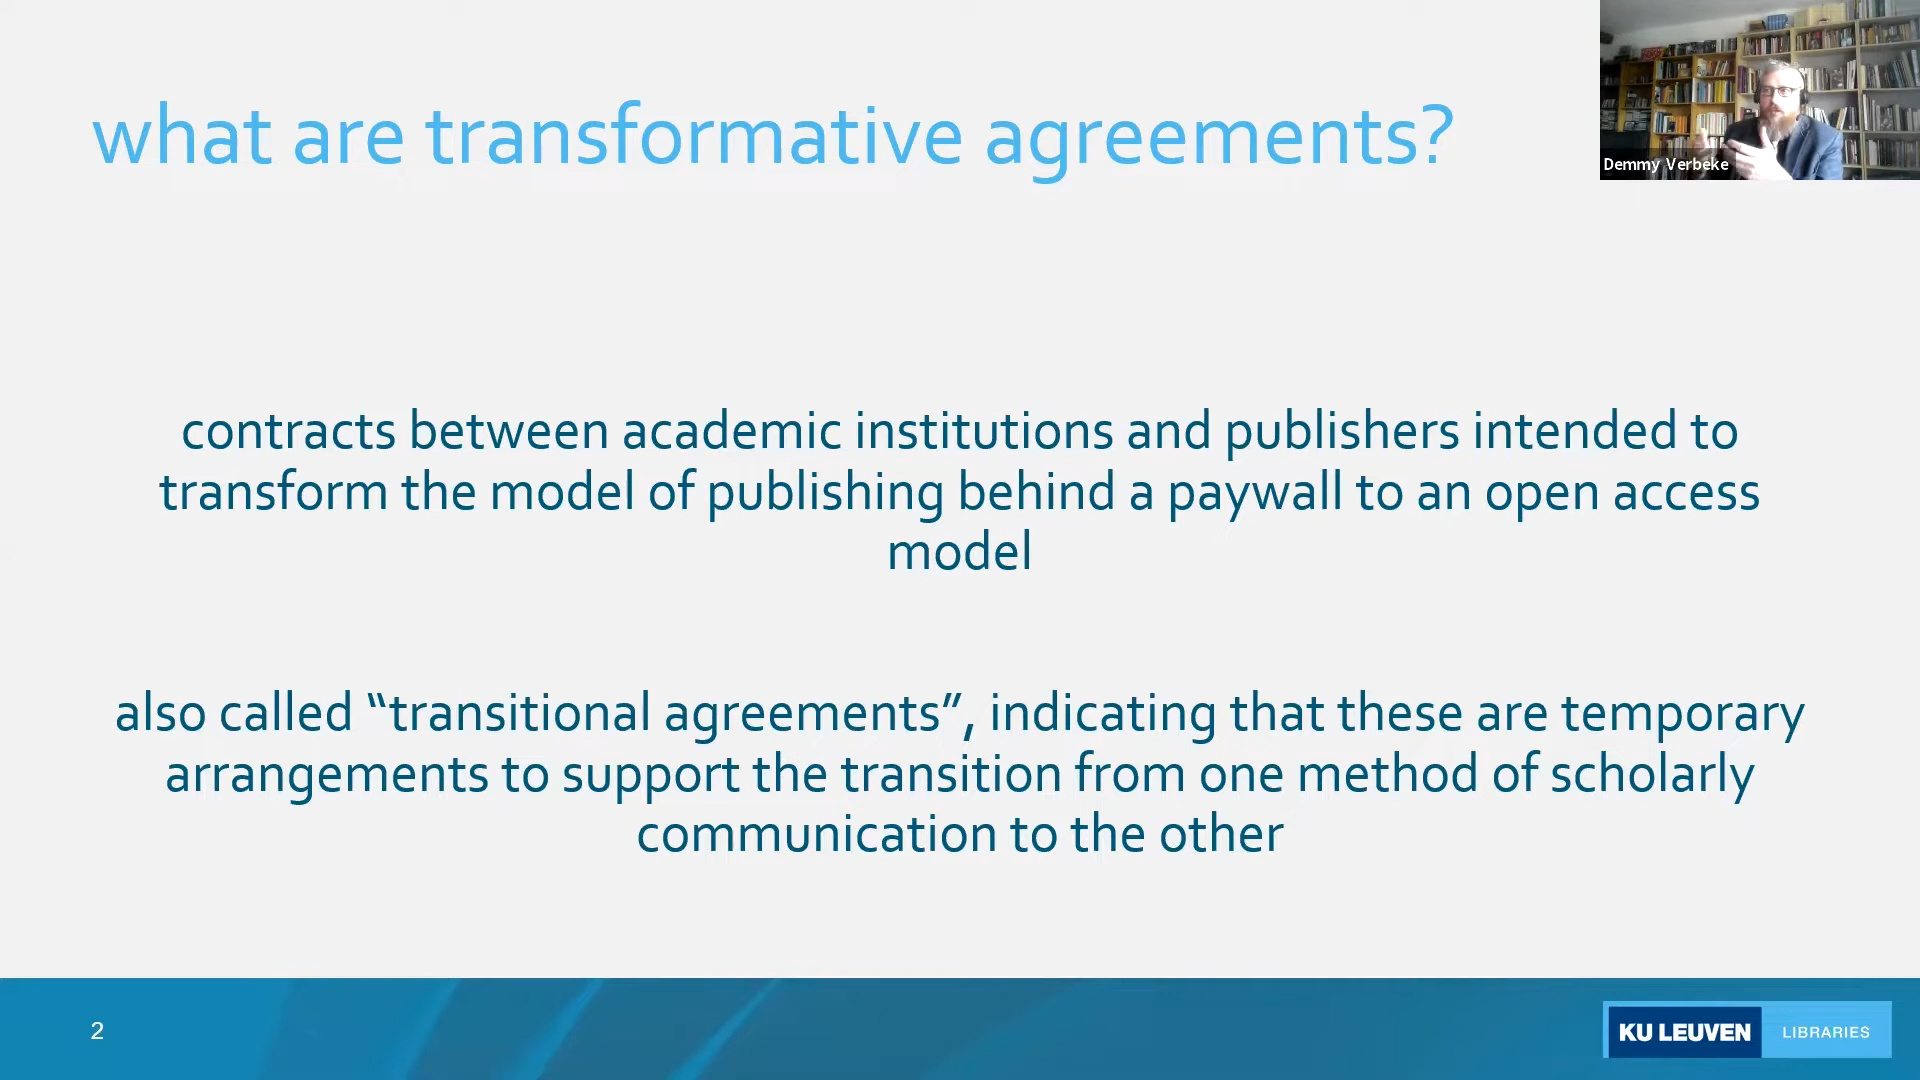 what are transformative agreements?
Demmy Verbeke
contracts between academic institutions and publishers intended to
transform the model of publishing behind a paywall to an open access
model
also called “transitional agreements”, indicating that these are temporary
arrangements to support the transition from one method of scholarly
communication to the other
2
KU LEUVEN LIBRARIES